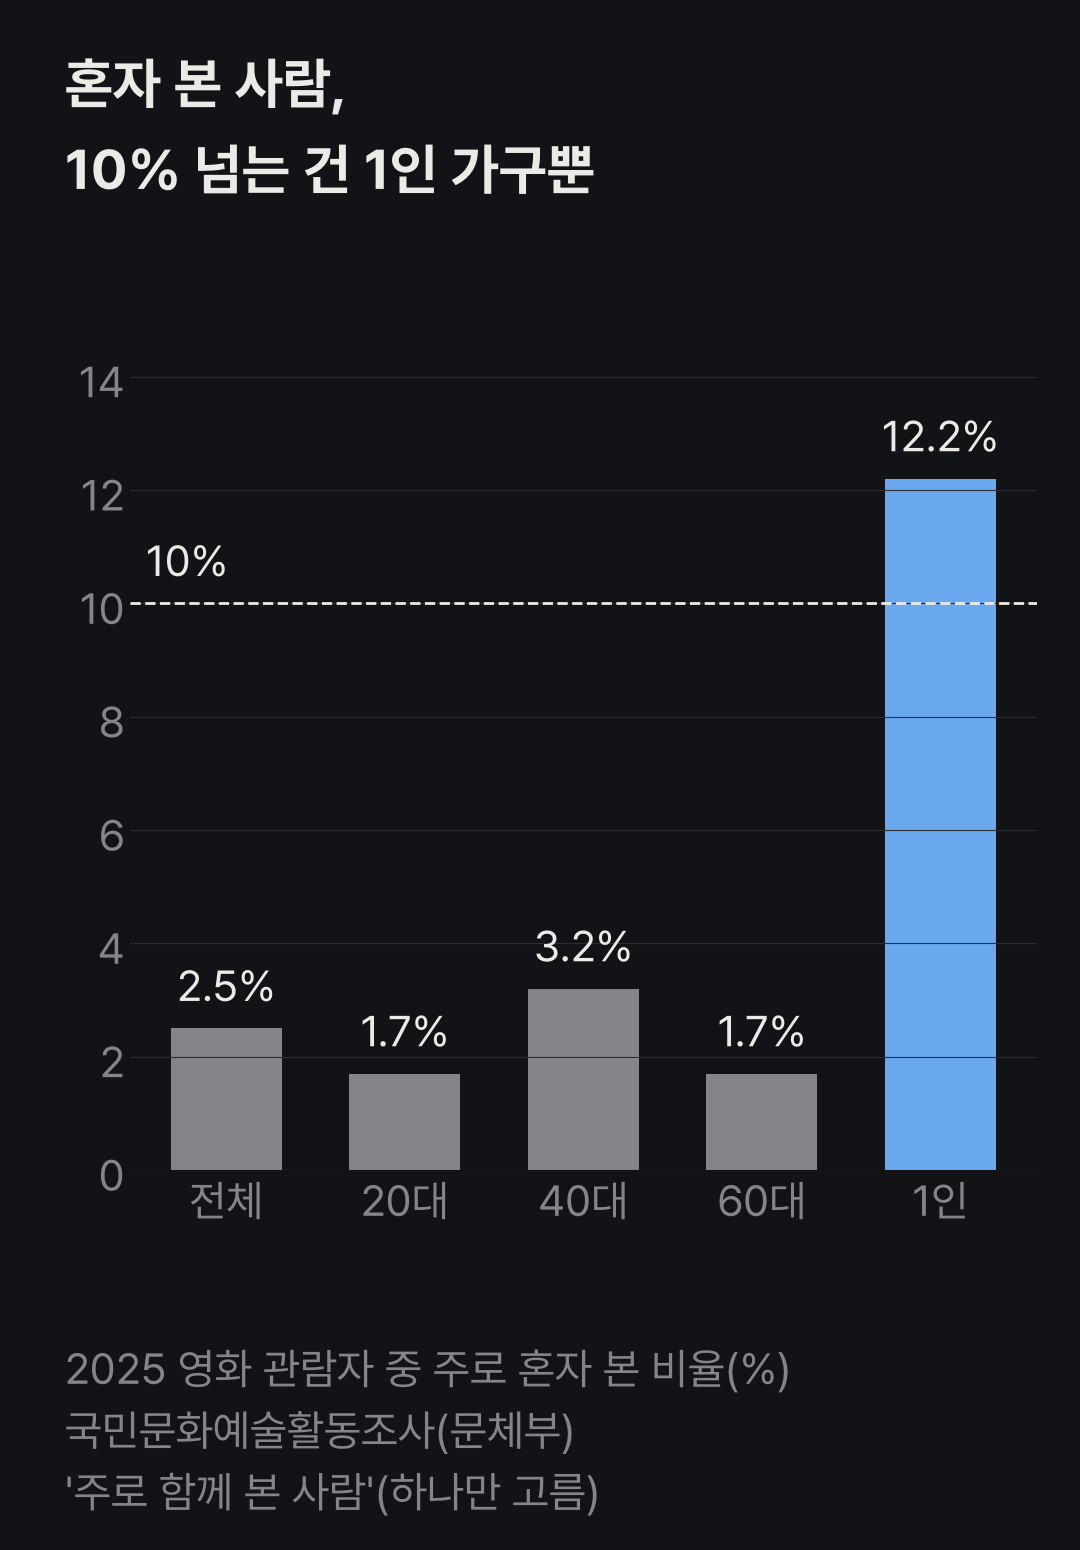 혼자 본 사람,
10% 넘는 건 1인 가구뿐
14
12.2%
12
10%
10
8
6
3.2%
4
2.5%
1.7%
1.7%
2
0
전체 20대 40대 60대 1인
2025 영화 관람자 중 주로 혼자 본 비율(%)
국민문화예술활동조사(문체부)
'주로 함께 본 사람'(하나만 고름)